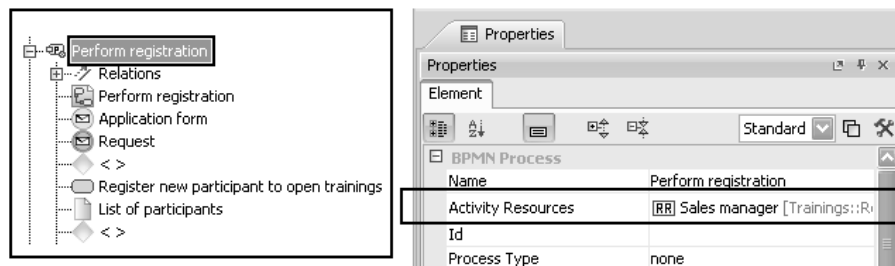 Perform registration
Relations
Perform registration
Application form
Request
< >
Register new participant to open trainings
List of participants
< >
Properties
Properties
Element
Standard
BPMN Process
Name Perform registration
Activity Resources RR Sales manager [Trainings::R
Id
Process Type none